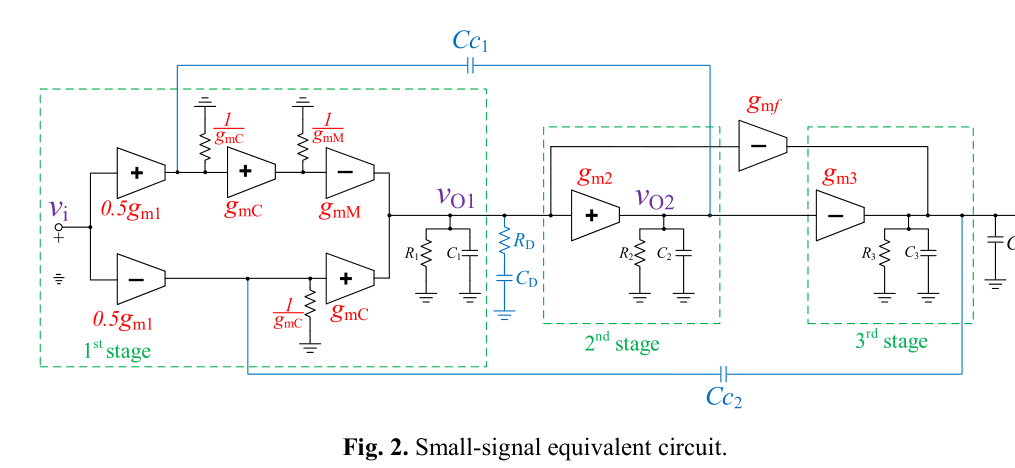 Cc1
gmf
1
gmC
1
gmM
+
+
−
−
gm2
gm3
vi
0.5gm1
gmC
gmM
vO1
+
vO2
−
+
R1
C1
RD
R2
C2
R3
C3
C
−
+
CD
1
gmC
gmC
0.5gm1
1st stage
2nd stage
3rd stage
Cc2
Fig. 2. Small-signal equivalent circuit.